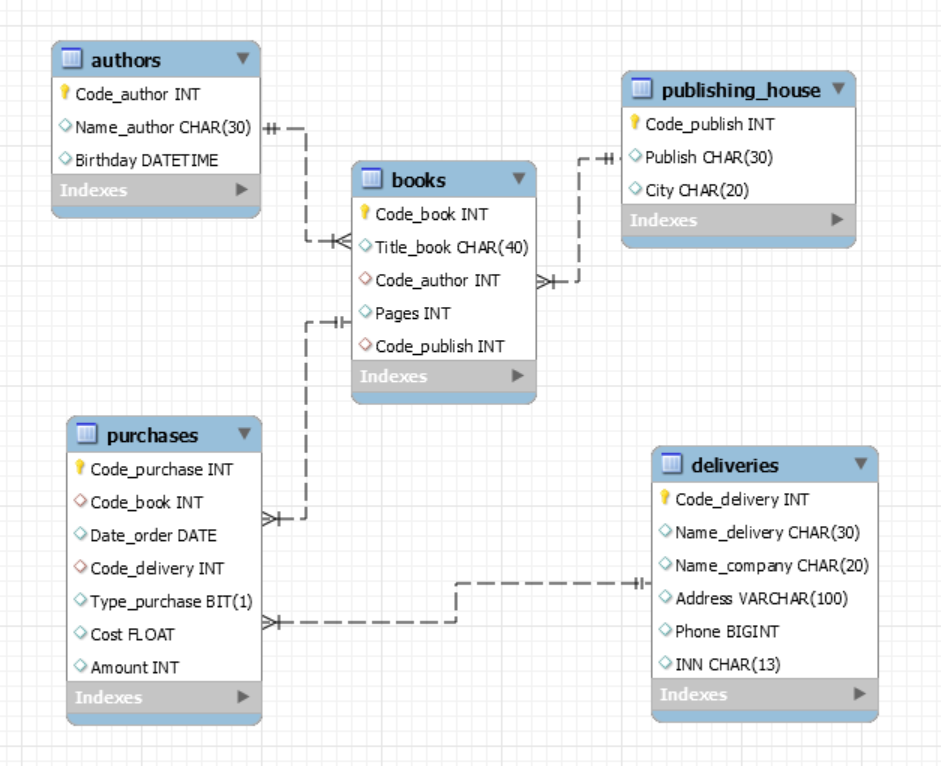 authors
Code_author INT
Name_author CHAR(30)
Birthday DATETIME
Indexes
publishing_house
Code_publish INT
Publish CHAR(30)
City CHAR(20)
Indexes
books
Code_book INT
Title_book CHAR(40)
Code_author INT
Pages INT
Code_publish INT
Indexes
purchases
Code_purchase INT
Code_book INT
Date_order DATE
Code_delivery INT
Type_purchase BIT(1)
Cost FLOAT
Amount INT
Indexes
deliveries
Code_delivery INT
Name_delivery CHAR(30)
Name_company CHAR(20)
Address VARCHAR(100)
Phone BIGINT
INN CHAR(13)
Indexes